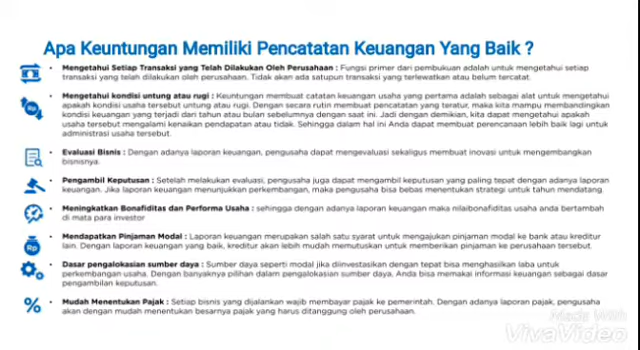 Apa Keuntungan Memiliki Pencatatan Keuangan Yang Baik ?
• Mengetahui Setiap Transaksi yang Telah Dilakukan Oleh Perusahaan : Fungsi primer dari pembukuan adalah untuk mengetahui setiap
transaksi yang telah dilakukan oleh perusahaan. Tidak akan ada satupun transaksi yang terlewatkan atau belum tercatat.
• Mengetahui kondisi untung atau rugi : Keuntungan membuat catatan keuangan usaha yang pertama adalah sebagai alat untuk mengetahui
apakah kondisi usaha tersebut untung atau rugi. Dengan secara rutin membuat pencatatan yang teratur, maka kita mampu membandingkan
kondisi keuangan yang terjadi dari tahun atau bulan sebelumnya dengan saat ini. Jadi dengan demikian, kita dapat mengetahui apakah
usaha tersebut mengalami kenaikan pendapatan atau tidak. Sehingga dalam hal ini Anda dapat membuat perencanaan lebih baik lagi untuk
administrasi usaha tersebut.
• Evaluasi Bisnis : Dengan adanya laporan keuangan, pengusaha dapat mengevaluasi sekaligus membuat inovasi untuk mengembangkan
bisnisnya.
• Pengambil Keputusan : Setelah melakukan evaluasi, pengusaha juga dapat mengambil keputusan yang paling tepat dengan adanya laporan
keuangan. Jika laporan keuangan menunjukkan perkembangan, maka pengusaha bisa bebas menentukan strategi untuk tahun mendatang.
• Meningkatkan Bonafiditas dan Performa Usaha : sehingga dengan adanya laporan keuangan maka nilaibonafiditas usaha anda bertambah
di mata para investor
• Mendapatkan Pinjaman Modal : Laporan keuangan merupakan salah satu syarat untuk mengajukan pinjaman modal ke bank atau kreditur
lain. Dengan laporan keuangan yang baik, kreditur akan lebih mudah memutuskan untuk memberikan pinjaman ke perusahaan tersebut.
• Dasar pengalokasian sumber daya : Sumber daya seperti modal jika diinvestasikan dengan tepat bisa menghasilkan laba untuk
perkembangan usaha. Dengan banyaknya pilihan dalam pengalokasian sumber daya. Anda bisa memakai informasi keuangan sebagai dasar
pengambilan keputusan.
• Mudah Menentukan Pajak : Setiap bisnis yang dijalankan wajib membayar pajak ke pemerintah. Dengan adanya laporan pajak, pengusaha
akan dengan mudah menentukan besarnya pajak yang harus ditanggung oleh perusahaan.
Rp
Rp
%
Made With
VivaVideo